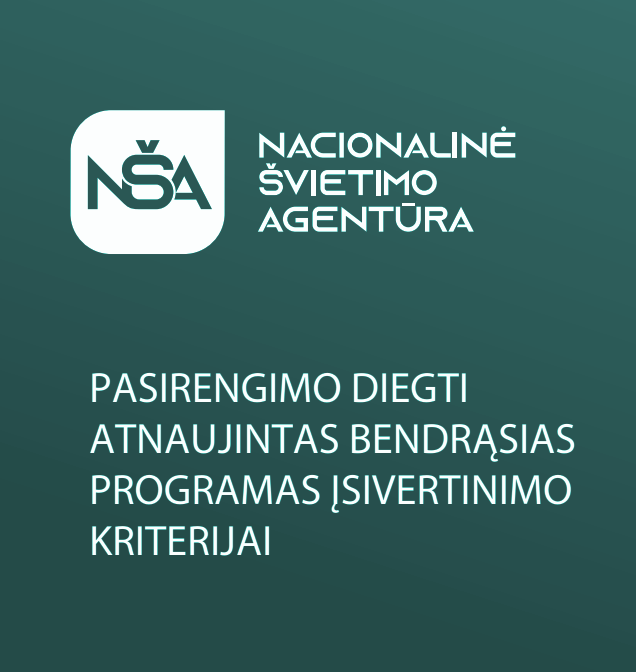 NŠA
NACIONALINĖ
ŠVIETIMO
AGENTŪRA
PASIRENGIMO DIEGTI
ATNAUJINTAS BENDRĄSIAS
PROGRAMAS ĮSIVERTINIMO
KRITERIJAI